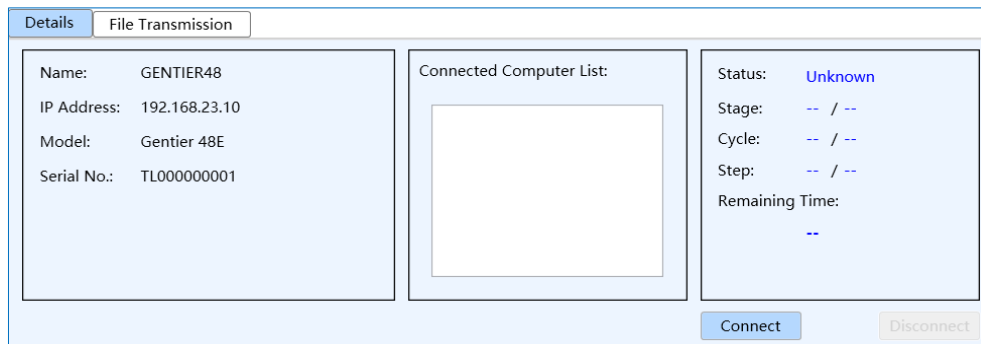 Details
File Transmission
Name: GENTIER48
IP Address: 192.168.23.10
Model: Gentier 48E
Serial No.: TL000000001
Connected Computer List:
Status: Unknown
Stage: -- / --
Cycle: -- / --
Step: -- / --
Remaining Time:
--
Connect
Disconnect